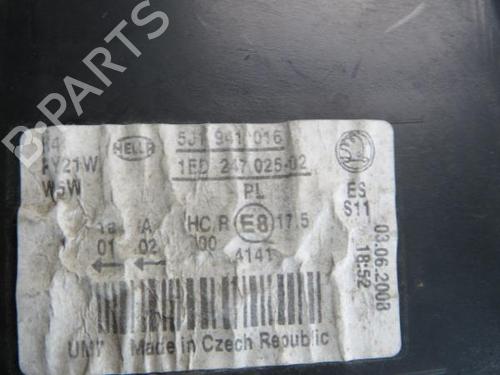 B-PARTS
HELLA
5J1 941 016
PY21W
1ED 247 025-02
W5W
PL
ES
S11
1a A
HC/R E8 17.5
01 02
4141
03.06.2008
18:52
Made in Czech Republic